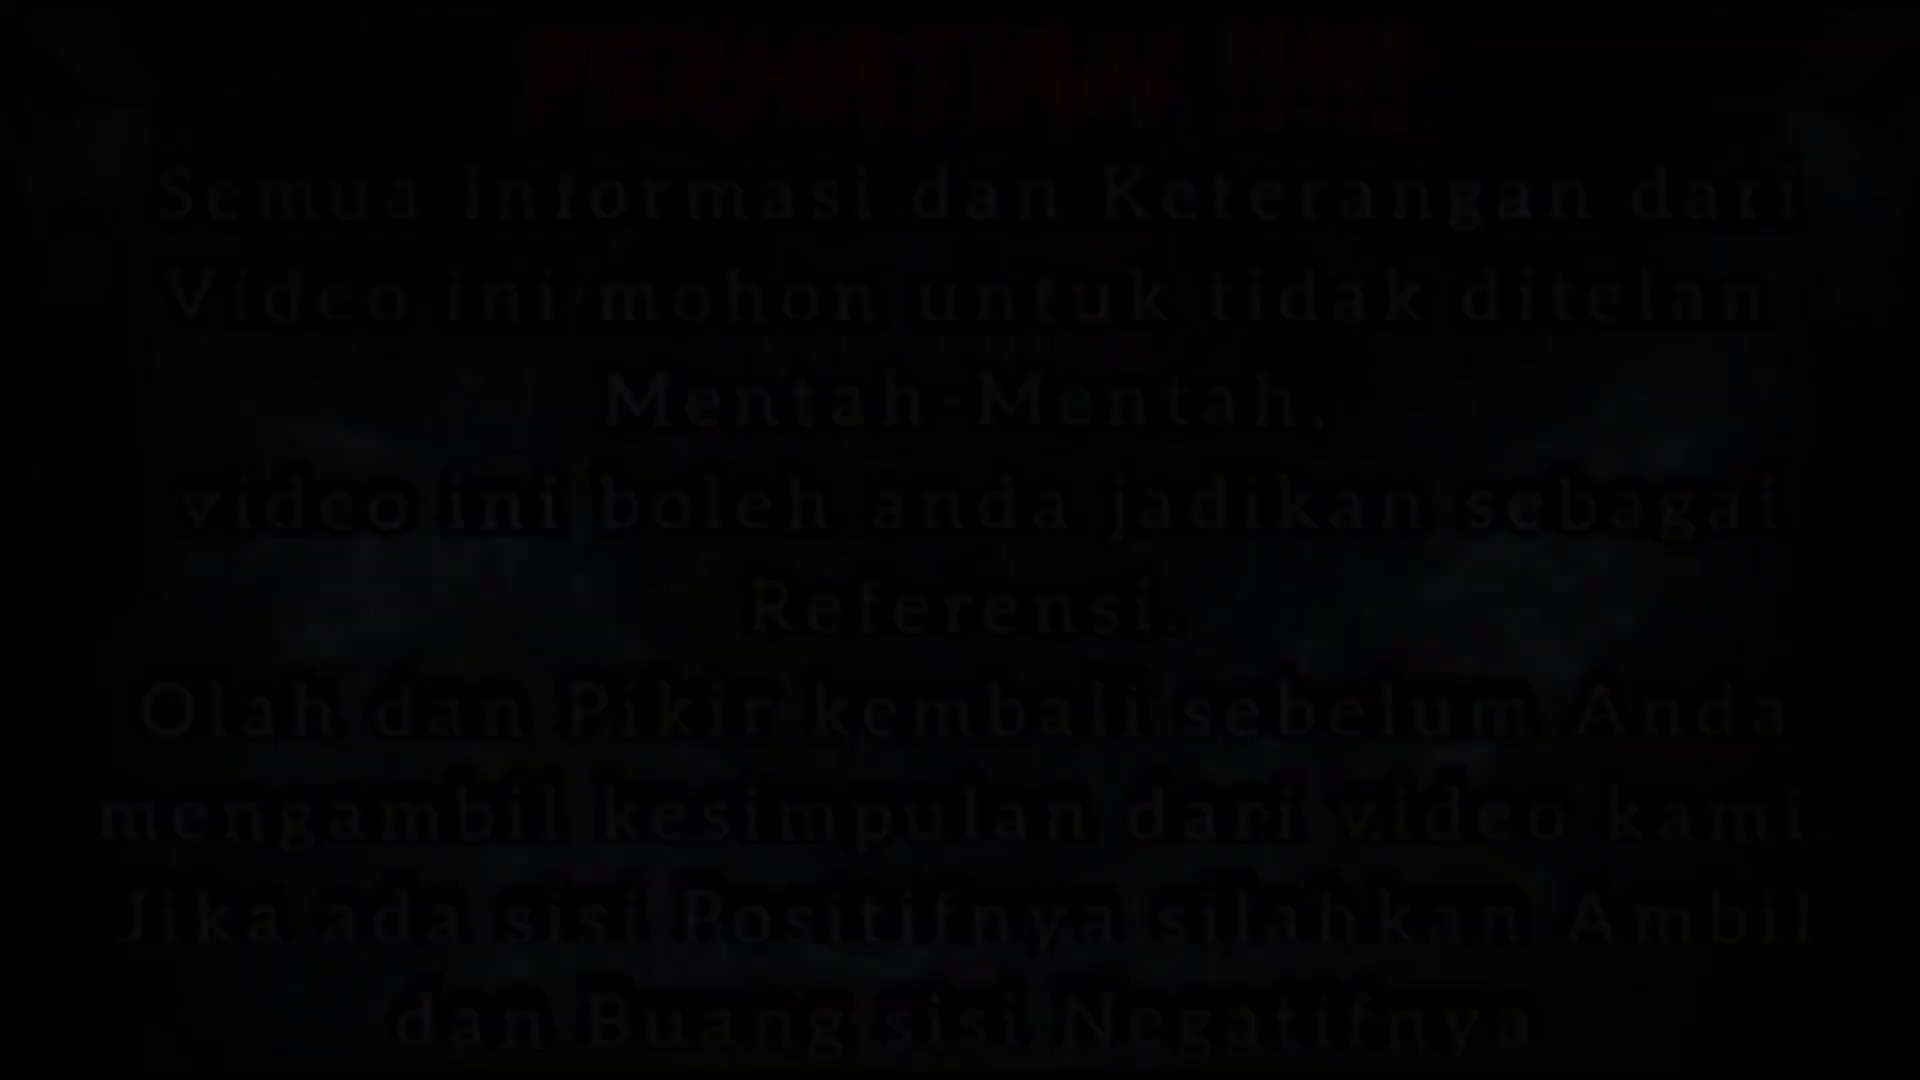 PERHATIAN !!!!!
Semua Informasi dan Keterangan dari
Video ini mohon untuk tidak ditelan
Mentah-Mentah,
video ini boleh anda jadikan sebagai
Referensi.
Olah dan Pikir kembali sebelum Anda
mengambil kesimpulan dari video kami.
Jika ada sisi Positifnya silahkan Ambil
dan Buang sisi Negatifnya